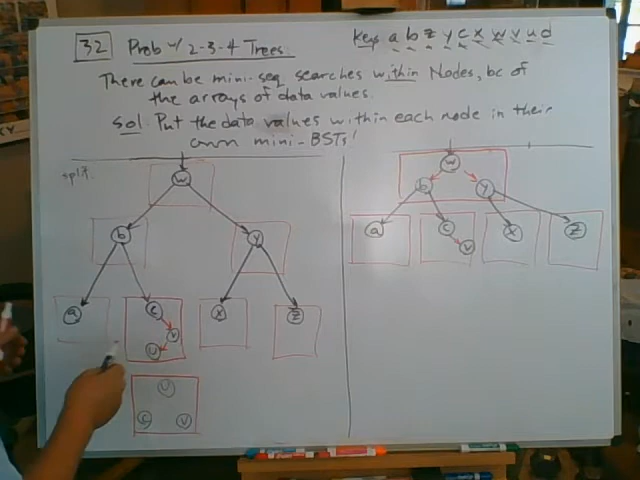 32 Prob w/ 2-3-4 Trees.
Keys a b z y c x w v u d
There can be mini-seq searches within Nodes, bc of
the arrays of data values.
Sol Put the data values within each node in their
own mini-BSTs!
split.
w
b y
a c x z
v
u
u
c v
w
b y
a c x z
v